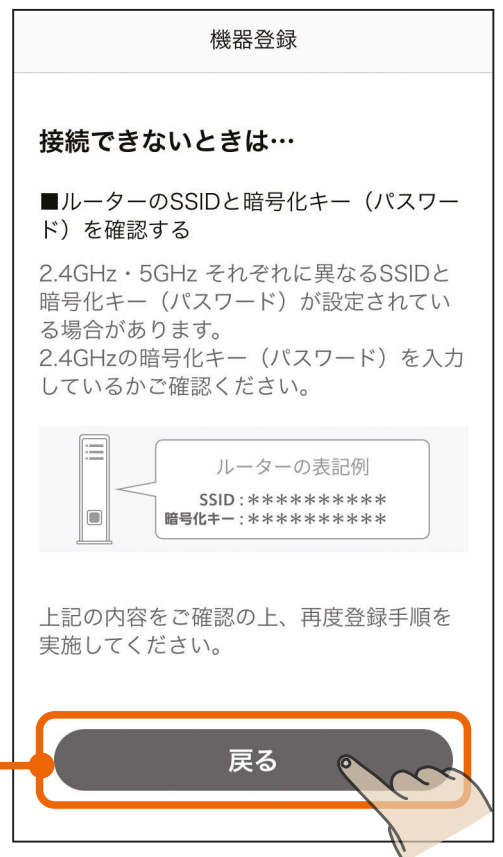 機器登録
接続できないときは…
■ルーターのSSIDと暗号化キー（パスワー
ド）を確認する
2.4GHz・5GHz それぞれに異なるSSIDと
暗号化キー（パスワード）が設定されてい
る場合があります。
2.4GHzの暗号化キー（パスワード）を入力
しているかご確認ください。
ルーターの表記例
SSID：＊＊＊＊＊＊＊＊＊＊
暗号化キー：＊＊＊＊＊＊＊＊＊＊
上記の内容をご確認の上、再度登録手順を
実施してください。
戻る